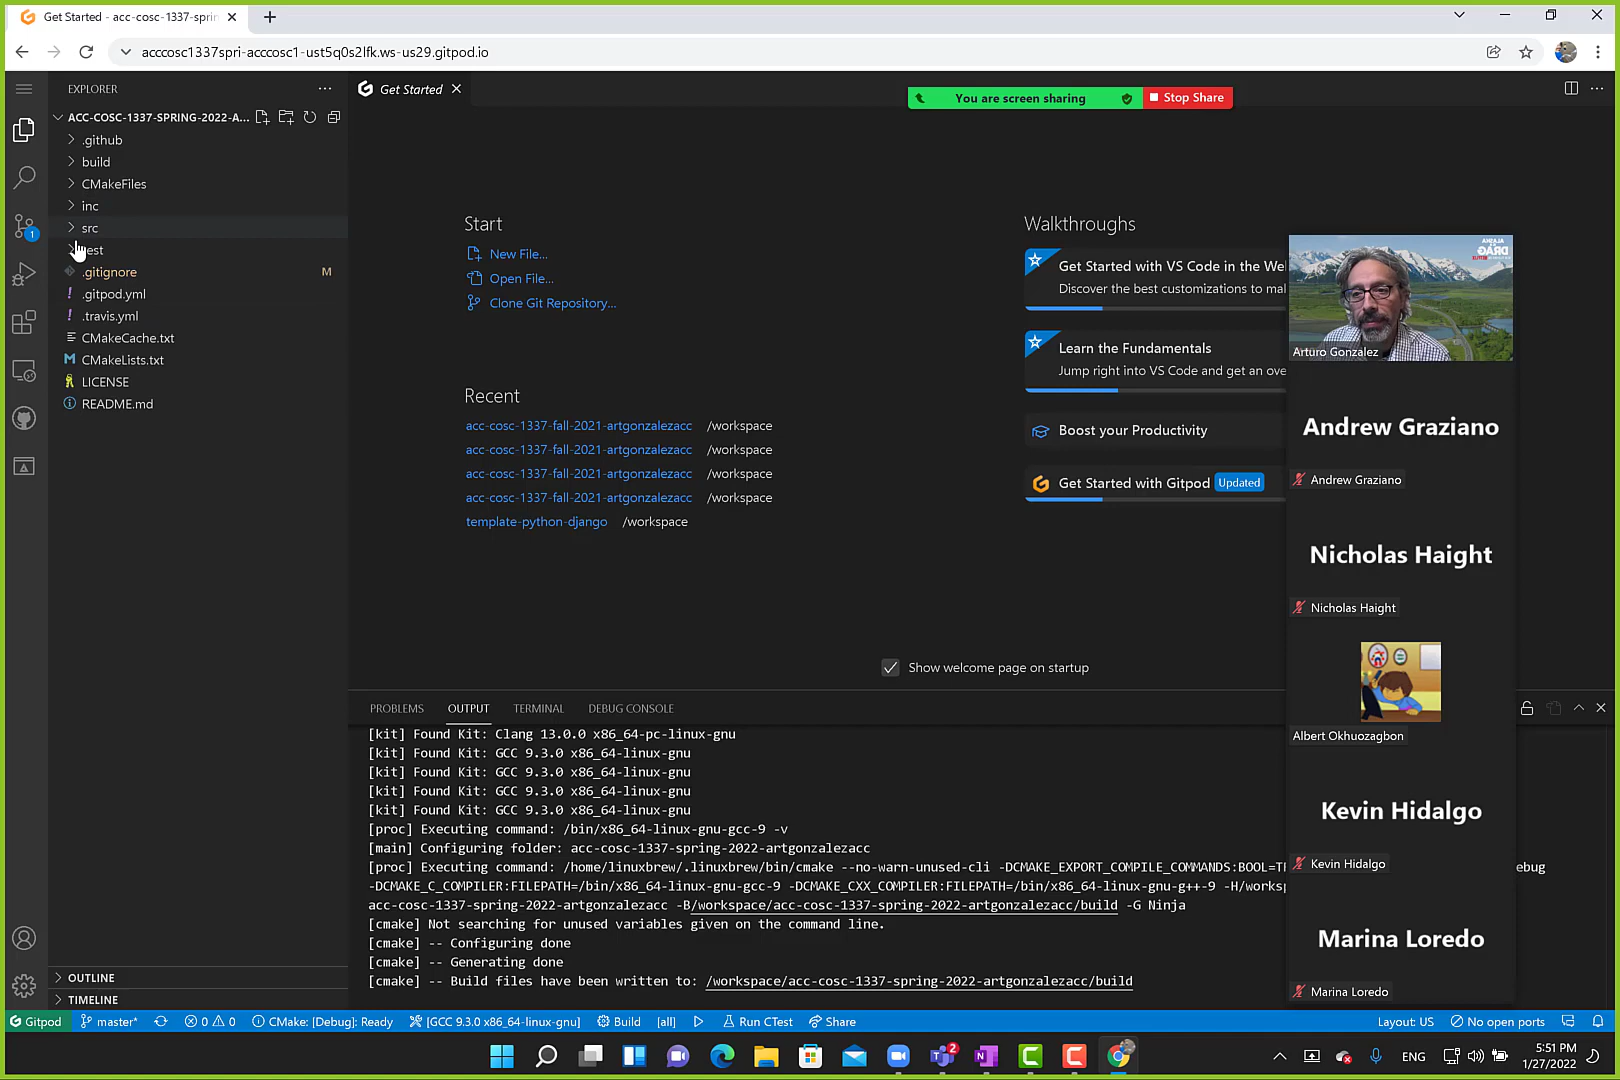 Get Started - acc-cosc-1337-sprin
acccosc1337spri-acccosc1-ust5q0s2lfk.ws-us29.gitpod.io
EXPLORER
ACC-COSC-1337-SPRING-2022-A...
.github
build
CMakeFiles
inc
src
est
.gitignore M
.gitpod.yml
.travis.yml
CMakeCache.txt
CMakeLists.txt
LICENSE
README.md
OUTLINE
TIMELINE
1
Get Started
You are screen sharing
Stop Share
Start
New File...
Open File...
Clone Git Repository...
Recent
acc-cosc-1337-fall-2021-artgonzalezacc /workspace
acc-cosc-1337-fall-2021-artgonzalezacc /workspace
acc-cosc-1337-fall-2021-artgonzalezacc /workspace
acc-cosc-1337-fall-2021-artgonzalezacc /workspace
template-python-django /workspace
Walkthroughs
Get Started with VS Code in the Wel
Discover the best customizations to mal
Learn the Fundamentals
Jump right into VS Code and get an ove
Boost your Productivity
Get Started with Gitpod Updated
Show welcome page on startup
Arturo Gonzalez
Andrew Graziano
Andrew Graziano
Nicholas Haight
Nicholas Haight
Albert Okhuozagbon
Kevin Hidalgo
Kevin Hidalgo
Marina Loredo
Marina Loredo
PROBLEMS OUTPUT TERMINAL DEBUG CONSOLE
[kit] Found Kit: Clang 13.0.0 x86_64-pc-linux-gnu
[kit] Found Kit: GCC 9.3.0 x86_64-linux-gnu
[kit] Found Kit: GCC 9.3.0 x86_64-linux-gnu
[kit] Found Kit: GCC 9.3.0 x86_64-linux-gnu
[kit] Found Kit: GCC 9.3.0 x86_64-linux-gnu
[proc] Executing command: /bin/x86_64-linux-gnu-gcc-9 -v
[main] Configuring folder: acc-cosc-1337-spring-2022-artgonzalezacc
[proc] Executing command: /home/linuxbrew/.linuxbrew/bin/cmake --no-warn-unused-cli -DCMAKE_EXPORT_COMPILE_COMMANDS:BOOL=TF ebug
-DCMAKE_C_COMPILER:FILEPATH=/bin/x86_64-linux-gnu-gcc-9 -DCMAKE_CXX_COMPILER:FILEPATH=/bin/x86_64-linux-gnu-g++-9 -H/worksp
acc-cosc-1337-spring-2022-artgonzalezacc -B/workspace/acc-cosc-1337-spring-2022-artgonzalezacc/build -G Ninja
[cmake] Not searching for unused variables given on the command line.
[cmake] -- Configuring done
[cmake] -- Generating done
[cmake] -- Build files have been written to: /workspace/acc-cosc-1337-spring-2022-artgonzalezacc/build
Gitpod master* 0 0 CMake: [Debug]: Ready [GCC 9.3.0 x86_64-linux-gnu] Build [all] Run CTest Share Layout: US No open ports
2 ENG 5:51 PM
1/27/2022